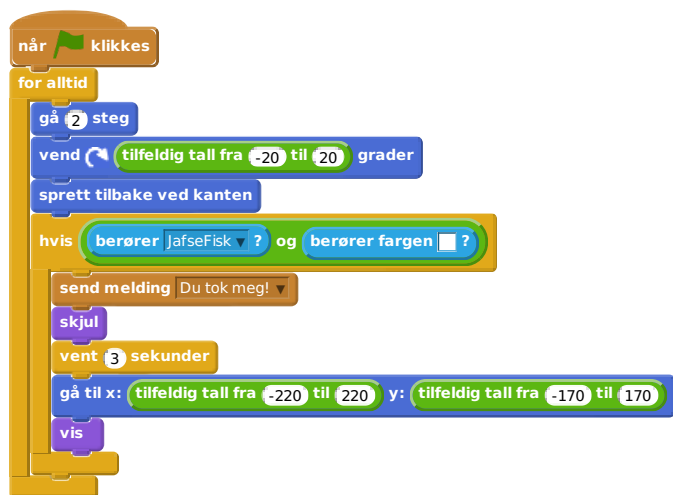 når klikkes
for alltid
gå 2 steg
vend tilfeldig tall fra -20 til 20 grader
sprett tilbake ved kanten
hvis berører JafseFisk ? og berører fargen ?
send melding Du tok meg!
skjul
vent 3 sekunder
gå til x: tilfeldig tall fra -220 til 220 y: tilfeldig tall fra -170 til 170
vis